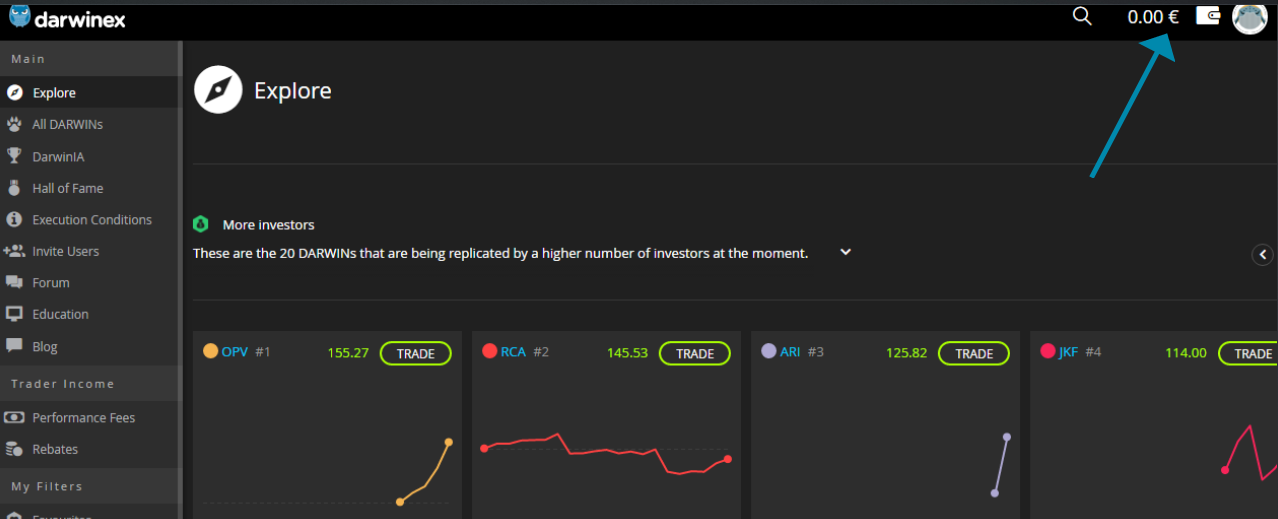 darwinex
0.00 €
Main
Explore
All DARWINs
DarwinIA
Hall of Fame
Execution Conditions
Invite Users
Forum
Education
Blog
Trader Income
Performance Fees
Rebates
My Filters
Favourites
Explore
More investors
These are the 20 DARWINs that are being replicated by a higher number of investors at the moment.
OPV #1 155.27 TRADE
RCA #2 145.53 TRADE
ARI #3 125.82 TRADE
JKF #4 114.00 TRADE